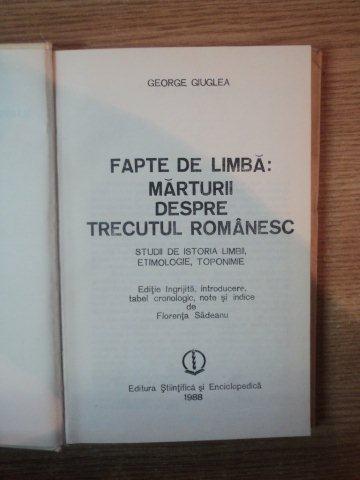 GEORGE GIUGLEA
FAPTE DE LIMBĂ:
MĂRTURII
DESPRE
TRECUTUL ROMÂNESC
STUDII DE ISTORIA LIMBII,
ETIMOLOGIE, TOPONIMIE
Ediție îngrijită, introducere,
tabel cronologic, note și indice
de
Florența Sădeanu
Editura Științifică și Enciclopedică
1988